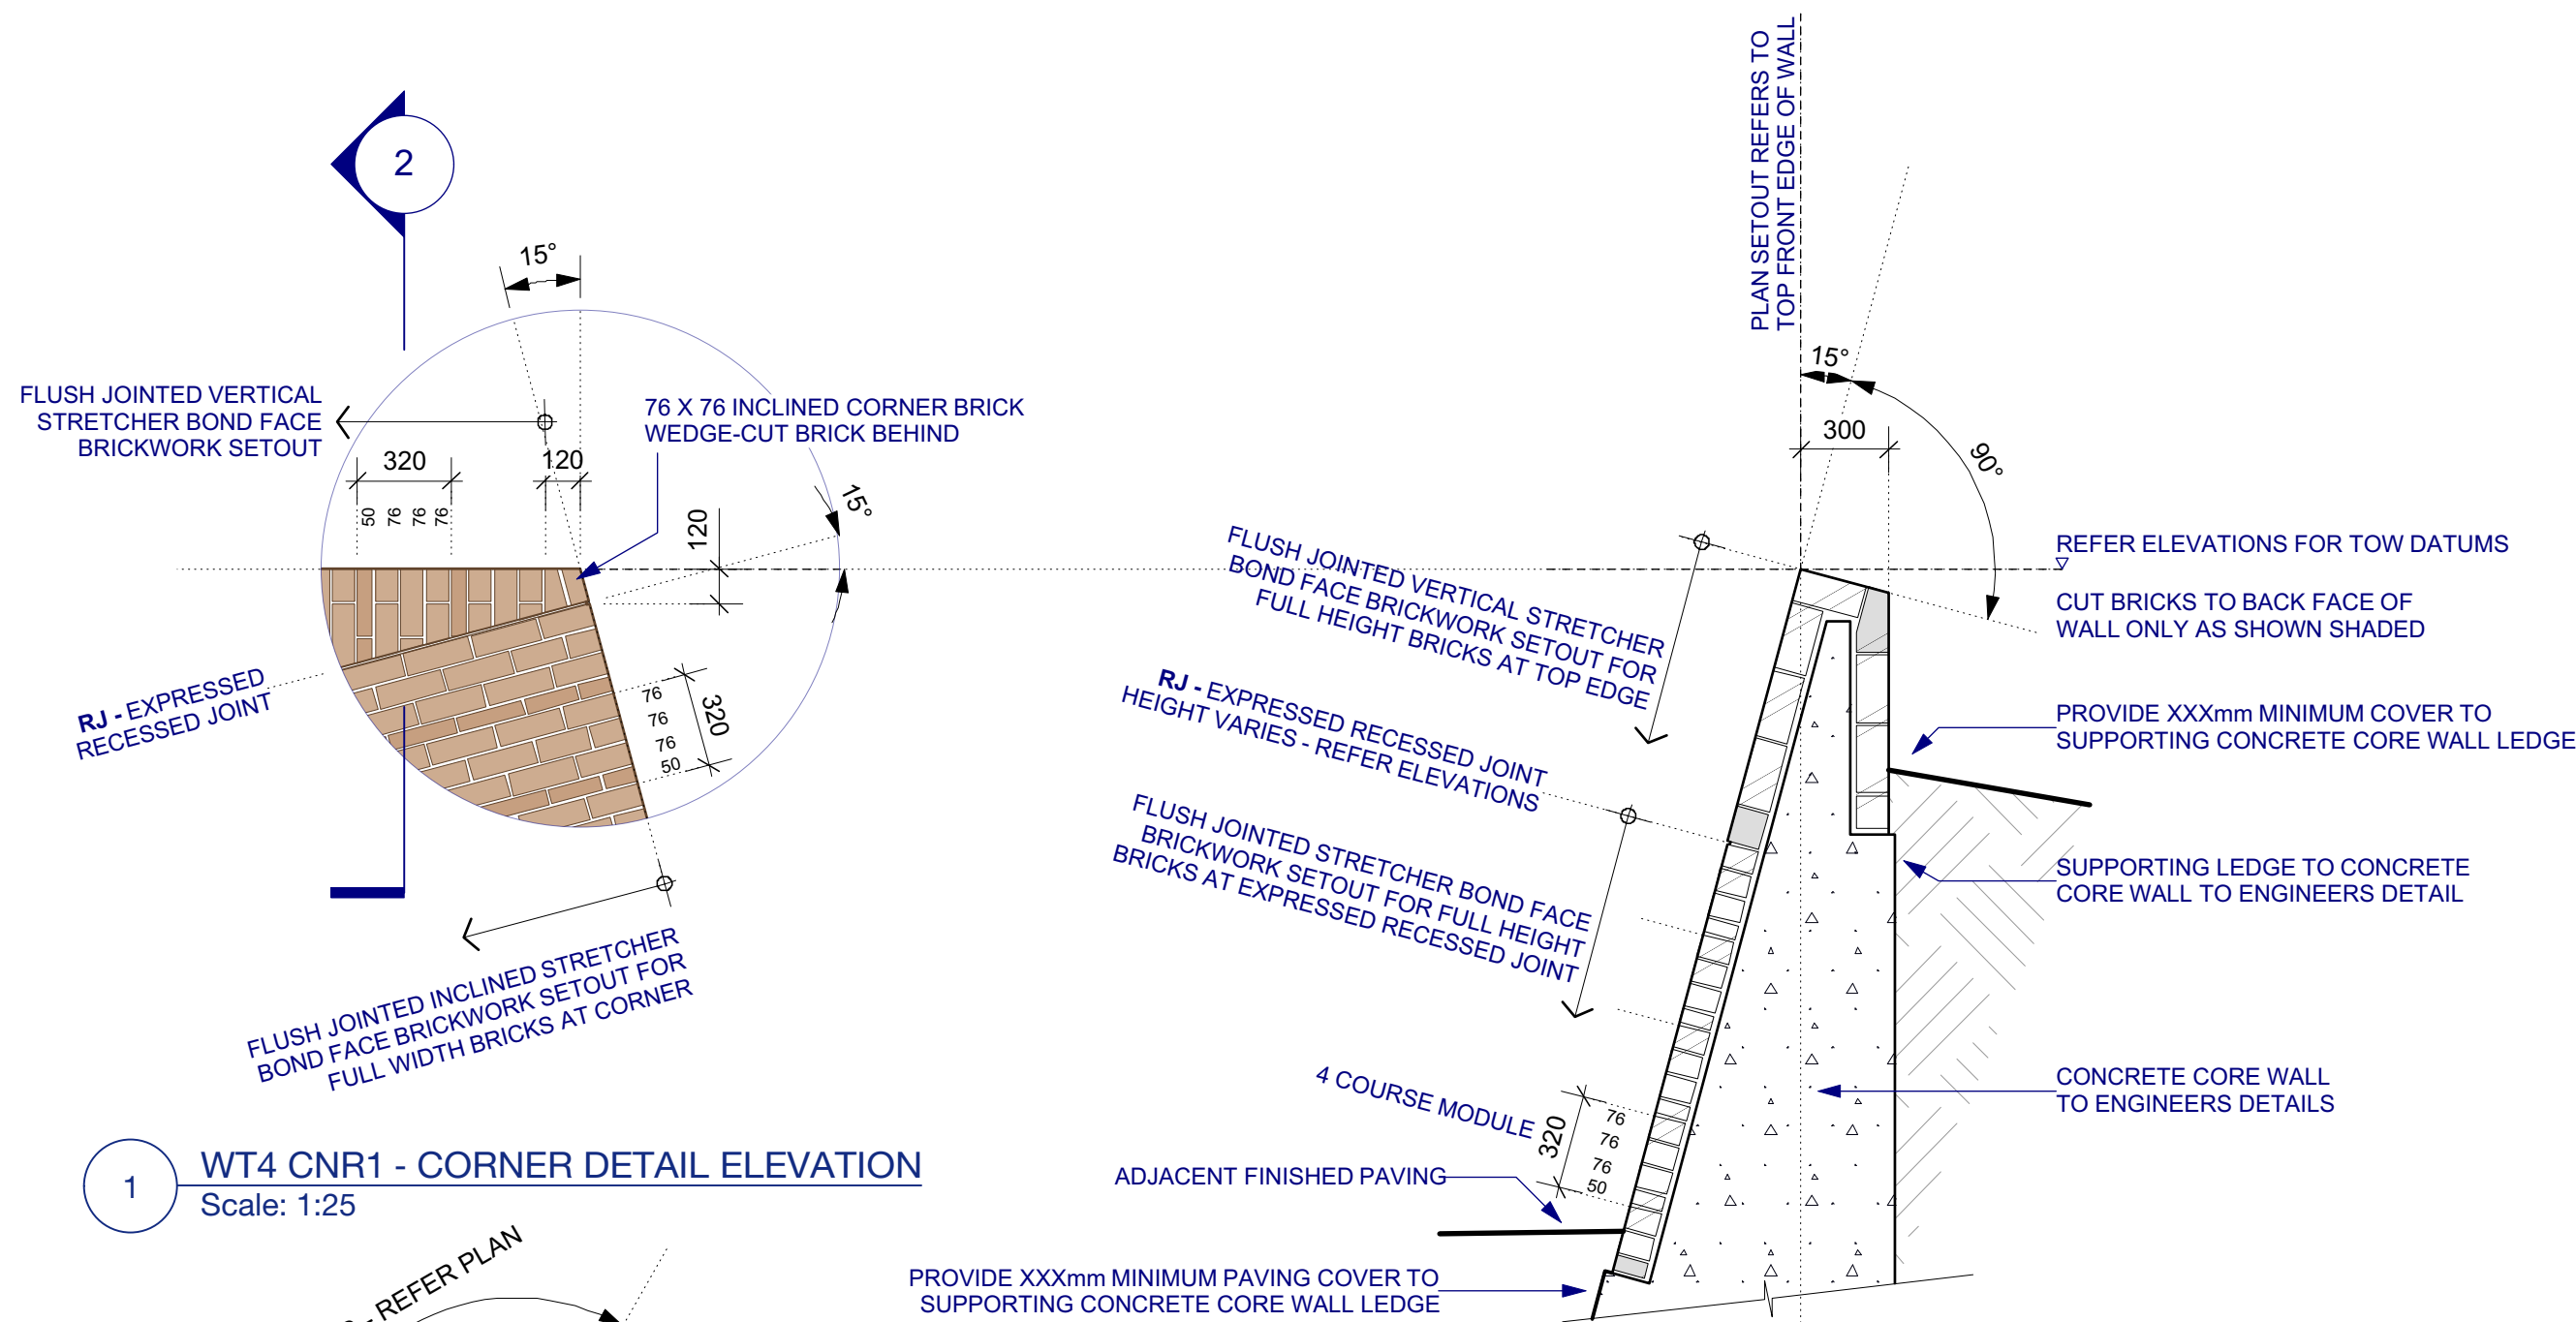 PLAN SETOUT REFERS TO
TOP FRONT EDGE OF WALL
2
15°
FLUSH JOINTED VERTICAL
STRETCHER BOND FACE
BRICKWORK SETOUT
320
120
50 76 76 76
76 X 76 INCLINED CORNER BRICK
WEDGE-CUT BRICK BEHIND
15°
120
RJ - EXPRESSED
RECESSED JOINT
76
76
76
50
320
FLUSH JOINTED INCLINED STRETCHER
BOND FACE BRICKWORK SETOUT FOR
FULL WIDTH BRICKS AT CORNER
1
WT4 CNR1 - CORNER DETAIL ELEVATION
Scale: 1:25
- REFER PLAN
15°
300
90°
FLUSH JOINTED VERTICAL STRETCHER
BOND FACE BRICKWORK SETOUT FOR
FULL HEIGHT BRICKS AT TOP EDGE
RJ - EXPRESSED RECESSED JOINT
HEIGHT VARIES - REFER ELEVATIONS
FLUSH JOINTED STRETCHER BOND FACE
BRICKWORK SETOUT FOR FULL HEIGHT
BRICKS AT EXPRESSED RECESSED JOINT
4 COURSE MODULE
320
76
76
76
50
ADJACENT FINISHED PAVING
PROVIDE XXXmm MINIMUM PAVING COVER TO
SUPPORTING CONCRETE CORE WALL LEDGE
REFER ELEVATIONS FOR TOW DATUMS
CUT BRICKS TO BACK FACE OF
WALL ONLY AS SHOWN SHADED
PROVIDE XXXmm MINIMUM COVER TO
SUPPORTING CONCRETE CORE WALL LEDGE
SUPPORTING LEDGE TO CONCRETE
CORE WALL TO ENGINEERS DETAIL
CONCRETE CORE WALL
TO ENGINEERS DETAILS